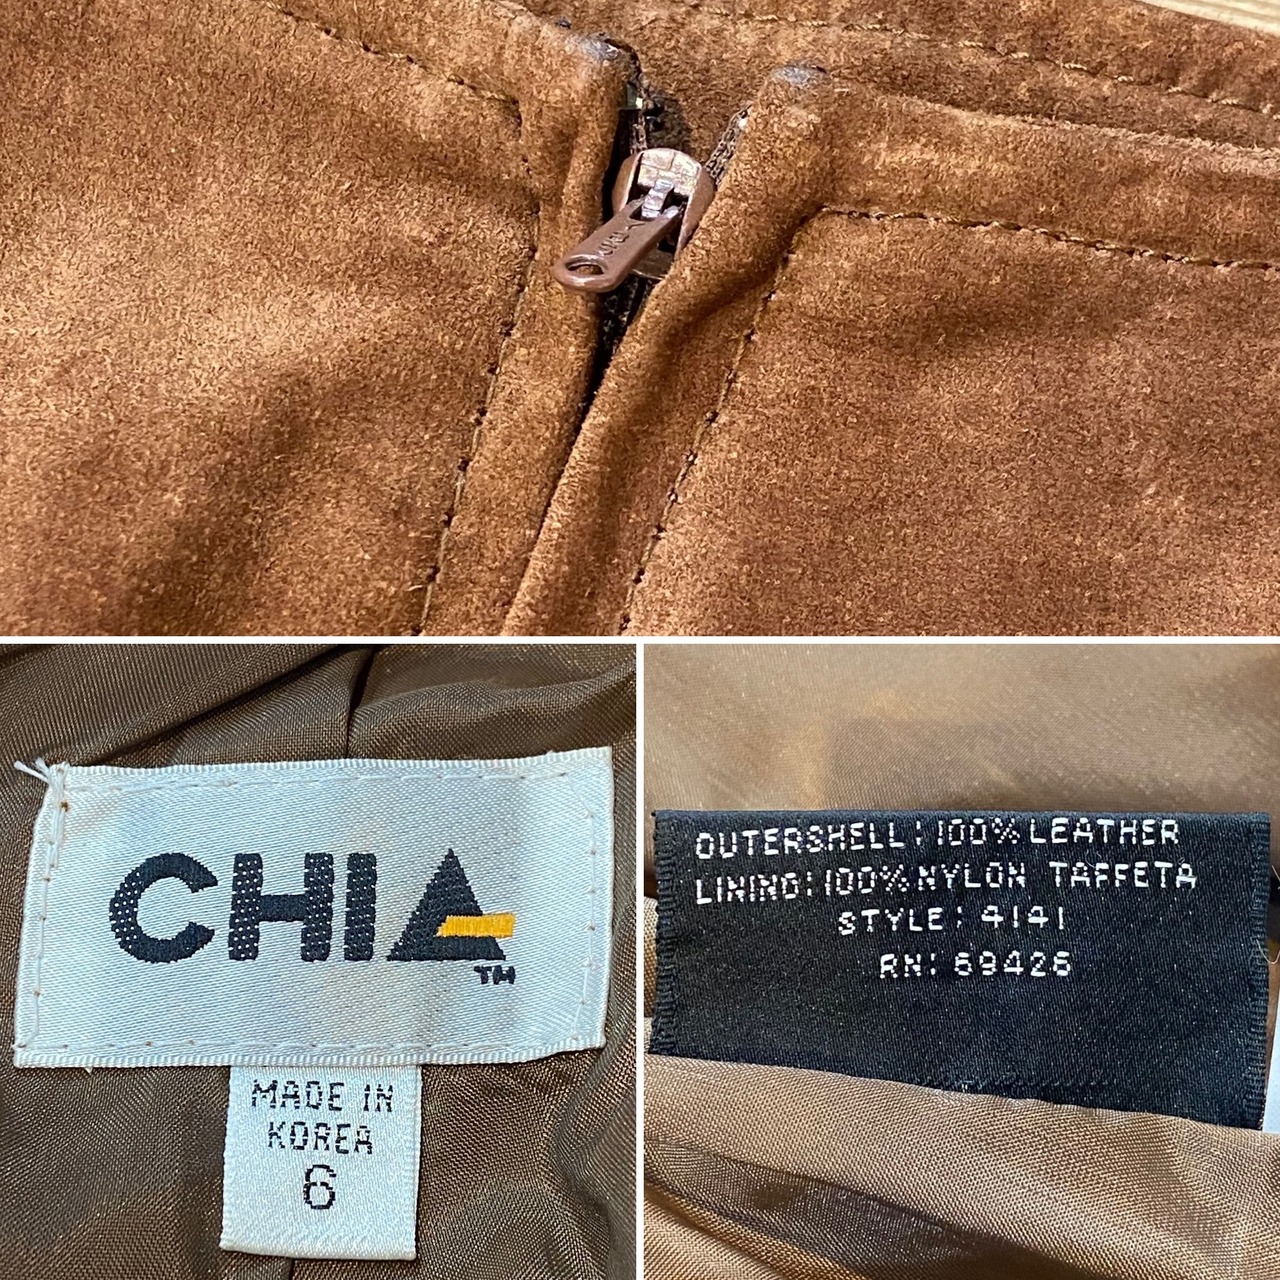 CHIA
TM
MADE IN
KOREA
6
OUTERSHELL: 100% LEATHER
LINING: 100% NYLON TAFFETA
STYLE: 4141
RN: 69426